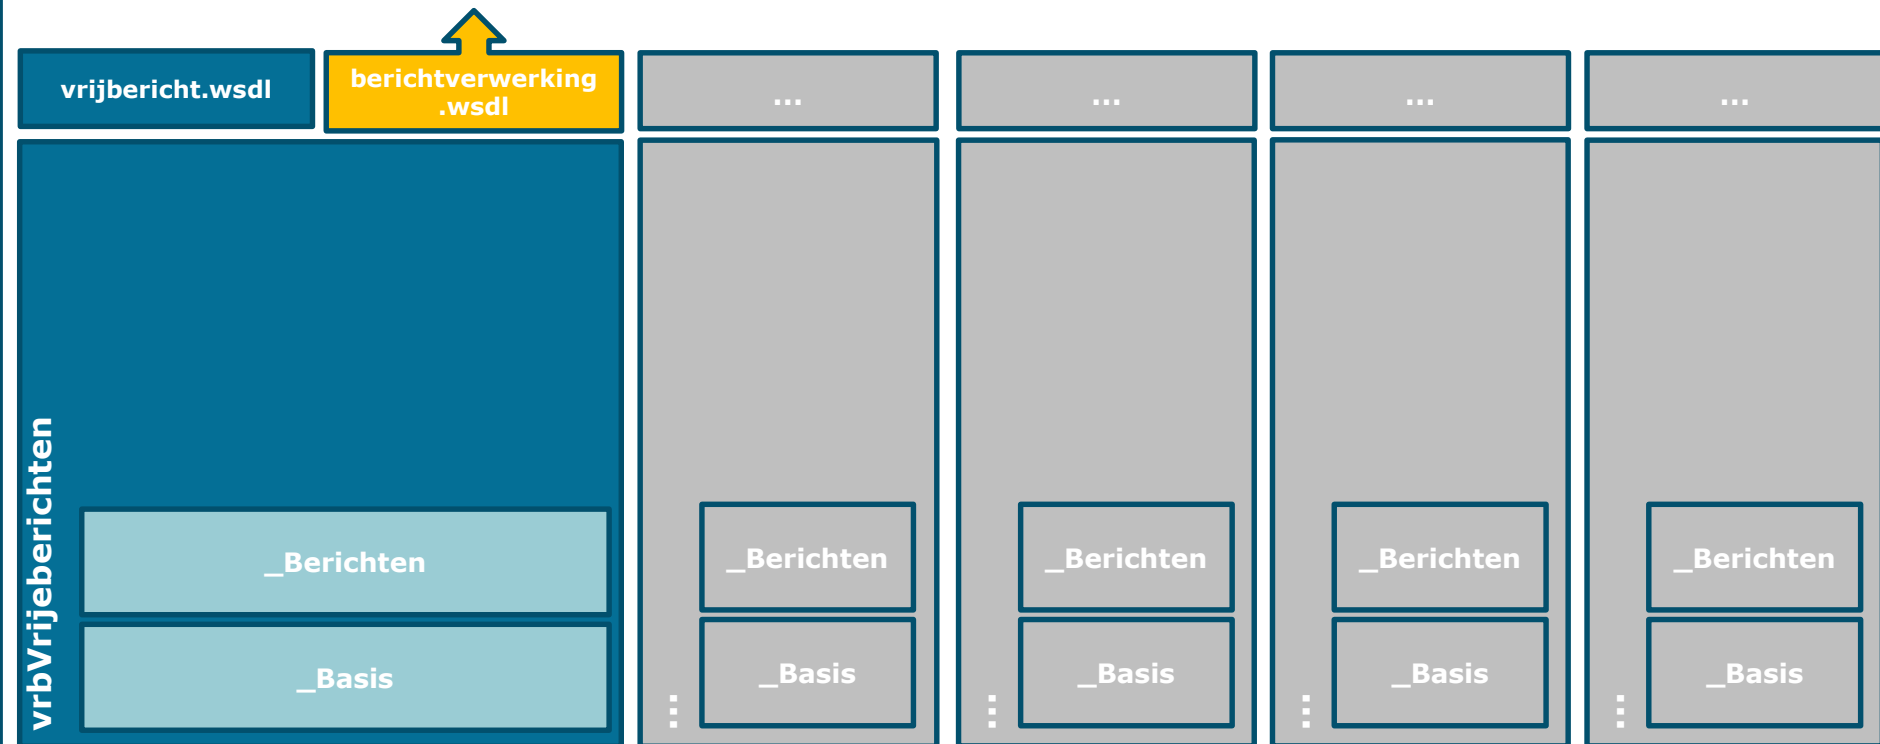 vrijbericht.wsdl
berichtverwerking
.wsdl
...
...
...
...
vrbVrijeberichten
_Berichten
_Basis
...
_Berichten
_Basis
...
_Berichten
_Basis
...
_Berichten
_Basis
...
_Berichten
_Basis